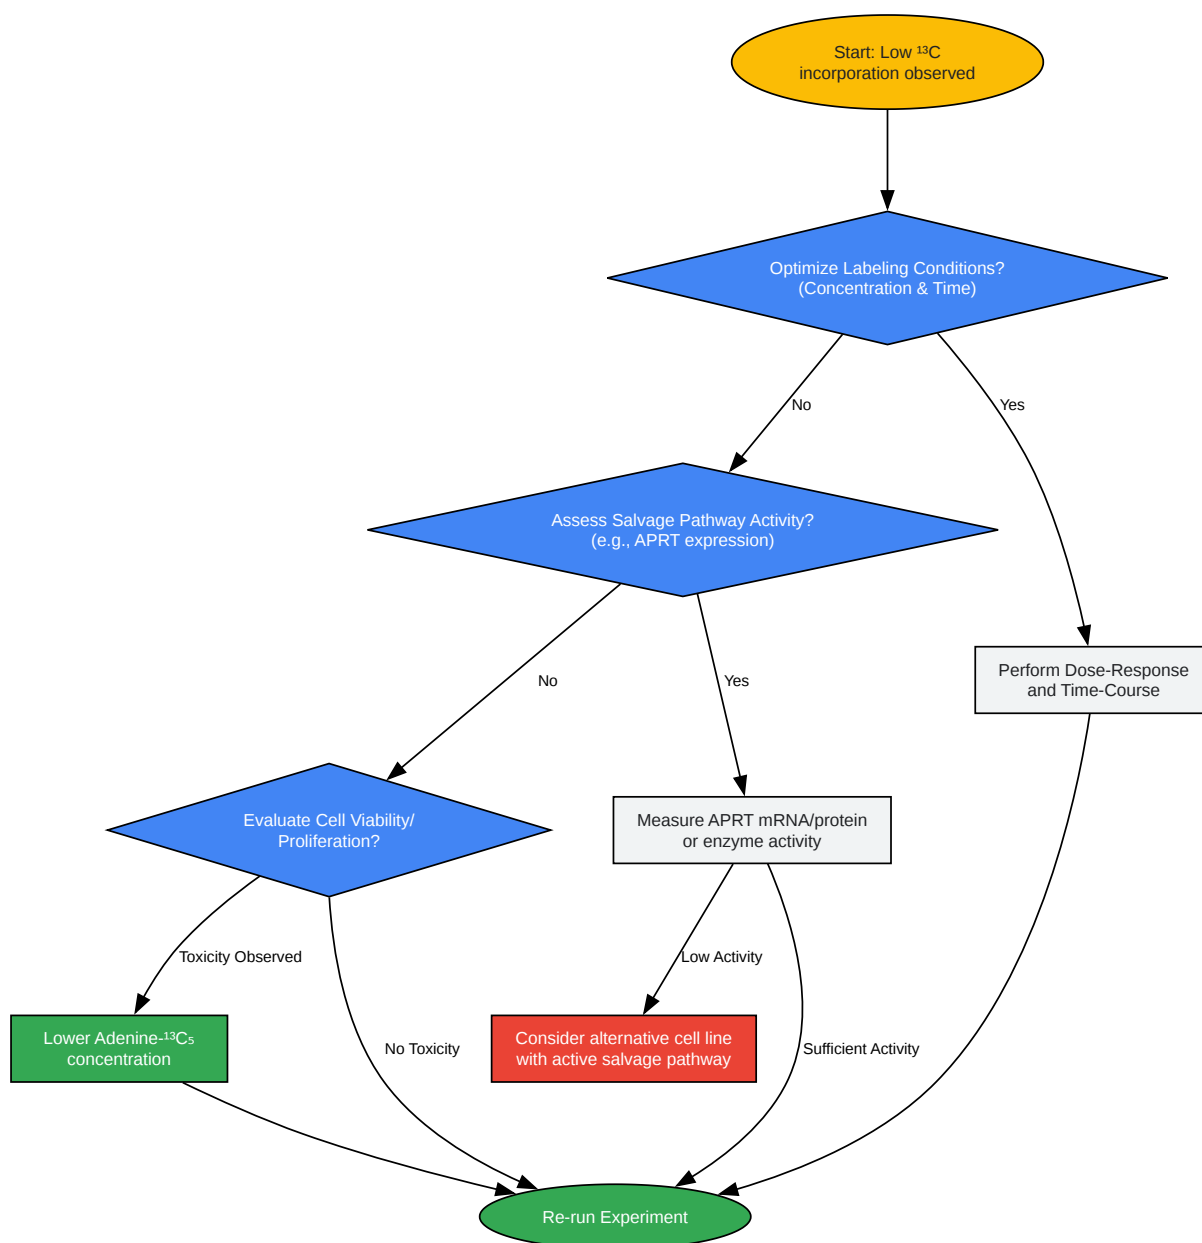 Start: Low ¹³C
incorporation observed
Optimize Labeling Conditions?
(Concentration & Time)
No
Yes
Assess Salvage Pathway Activity?
(e.g., APRT expression)
No
Yes
Perform Dose-Response
and Time-Course
Evaluate Cell Viability/
Proliferation?
Measure APRT mRNA/protein
or enzyme activity
Toxicity Observed
Low Activity
No Toxicity
Sufficient Activity
Lower Adenine-¹³C₅
concentration
Consider alternative cell line
with active salvage pathway
Re-run Experiment